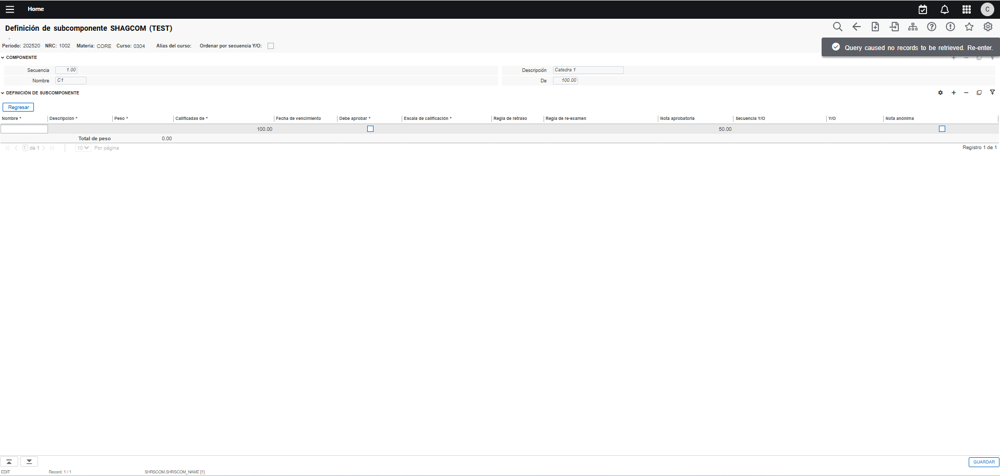 Home
C
Definición de subcomponente SHAGCOM (TEST)
Periodo: 202520 NRC: 1002 Materia: CORE Curso: 0304 Alias del curso: Ordenar por secuencia Y/O:
Query caused no records to be retrieved. Re-enter.
COMPONENTE
Secuencia 1.00 Descripción Catedra 1
Nombre C1 De 100.00
DEFINICIÓN DE SUBCOMPONENTE
Regresar
Nombre * Descripción * Peso * Calificadas de * Fecha de vencimiento Debe aprobar * Escala de calificación * Regla de retraso Regla de re-examen Nota aprobatoria Secuencia Y/O Y/O Nota anónima
100.00 50.00
Total de peso 0.00
1 de 1 10 Por página Registro 1 de 1
GUARDAR
EDIT Record: 1 / 1 SHRSCOM.SHRSCOM_NAME [1]